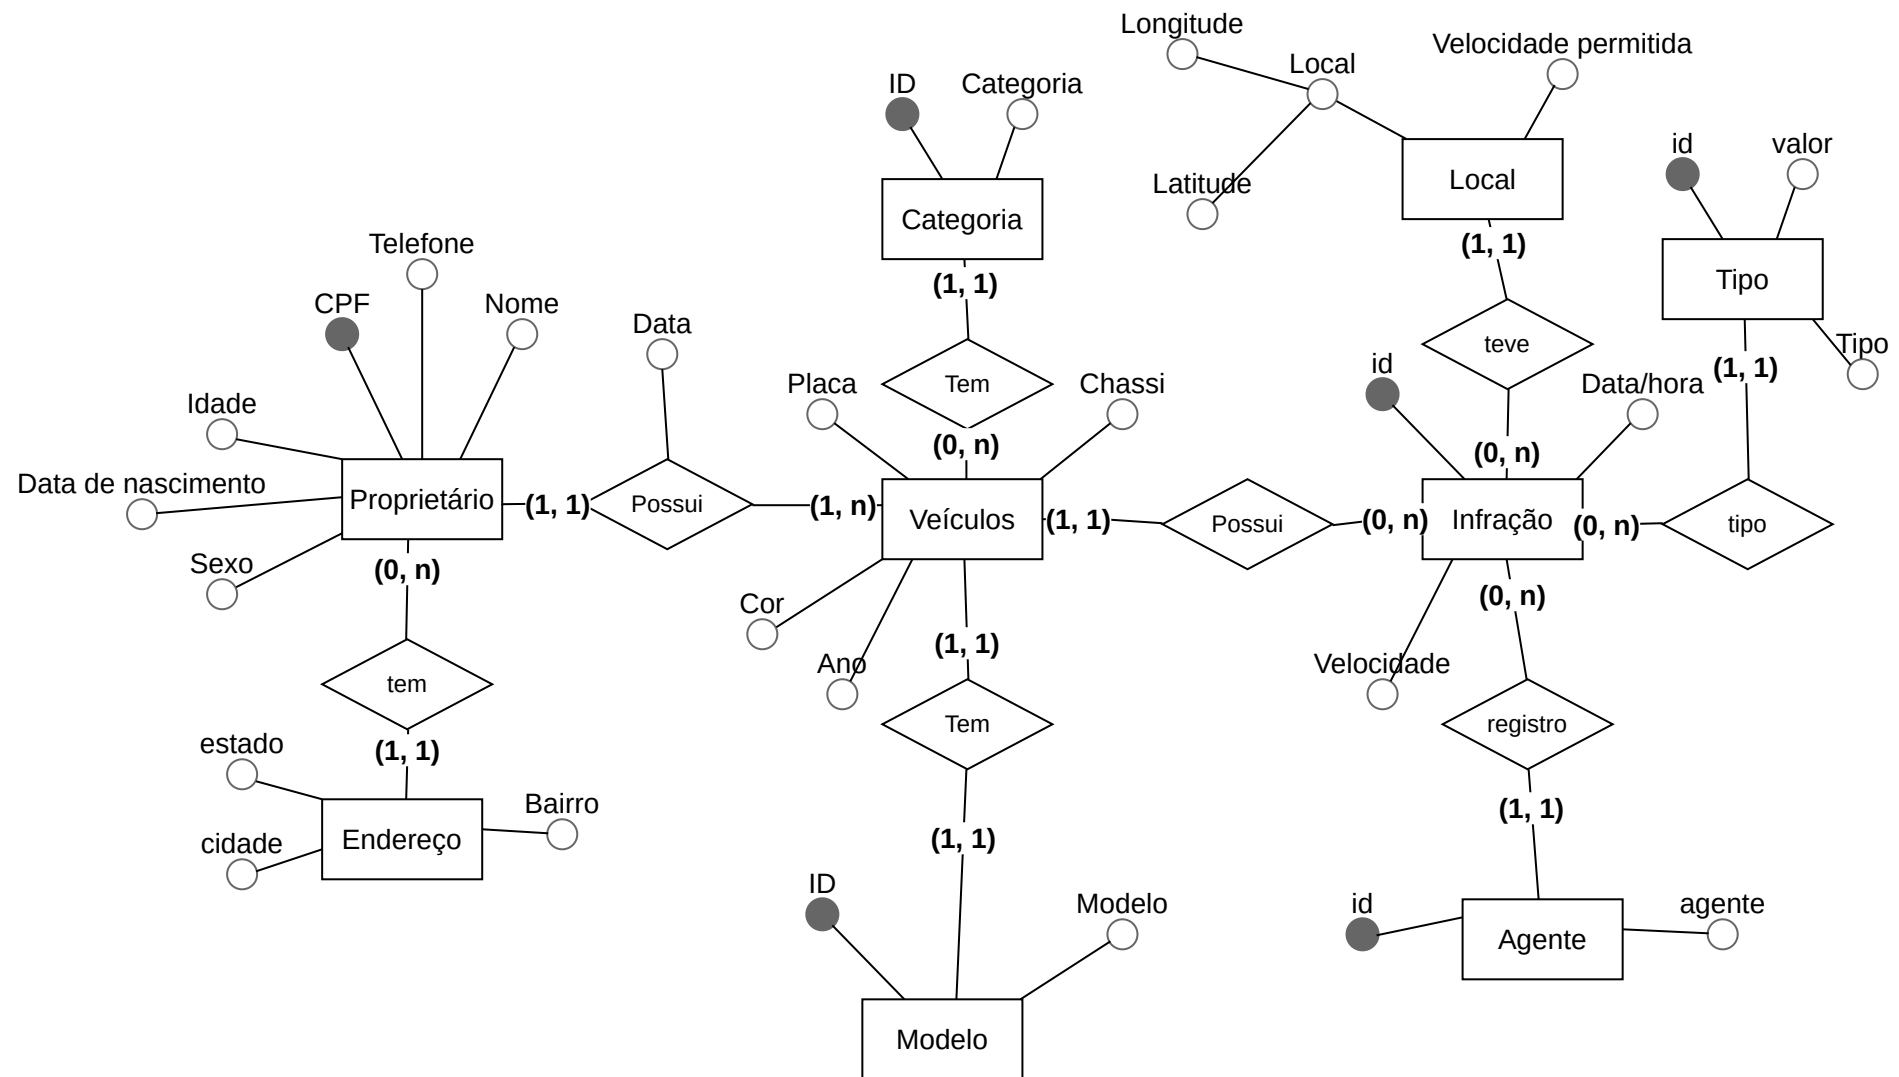 Longitude
Local
Velocidade permitida
ID
Categoria
id
valor
Latitude
Local
Categoria
Telefone
(1, 1)
Tipo
(1, 1)
CPF
Nome
Data
teve
Tipo
id
(1, 1)
Placa
Tem
Chassi
Data/hora
Idade
(0, n)
(0, n)
Data de nascimento
Proprietário
(1, 1)
Possui
(1, n)
Veículos
(1, 1)
Possui
(0, n)
Infração
(0, n)
tipo
Sexo
(0, n)
(0, n)
Cor
(1, 1)
Ano
Velocidade
tem
Tem
registro
estado
(1, 1)
Bairro
(1, 1)
cidade
Endereço
(1, 1)
ID
Modelo
id
agente
Agente
Modelo